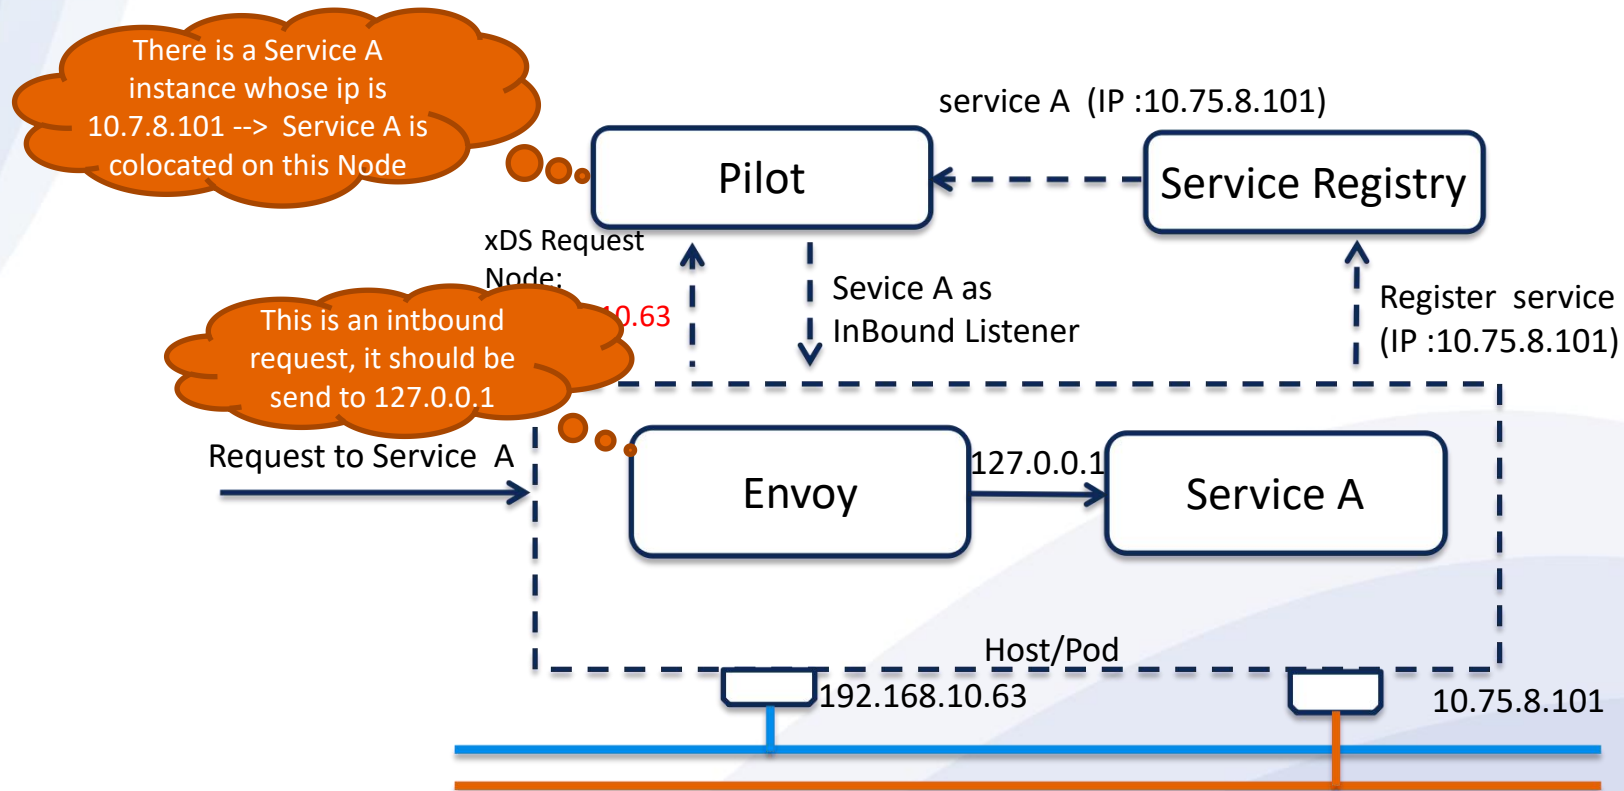 There is a Service A
instance whose ip is
10.7.8.101 --> Service A is
colocated on this Node
service A (IP :10.75.8.101)
Pilot
Service Registry
xDS Request
Node:
0.63
Sevice A as
InBound Listener
Register service
(IP :10.75.8.101)
This is an intbound
request, it should be
send to 127.0.0.1
Request to Service A
Envoy
127.0.0.1
Service A
Host/Pod
192.168.10.63
10.75.8.101